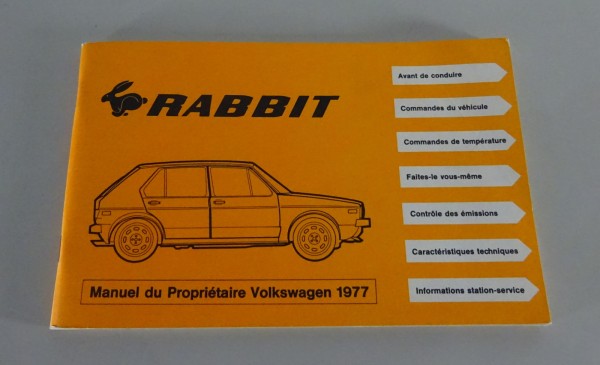 RABBIT
Manuel du Propriétaire Volkswagen 1977
Avant de conduire
Commandes du véhicule
Commandes de température
Faites-le vous-même
Contrôle des émissions
Caractéristiques techniques
Informations station-service